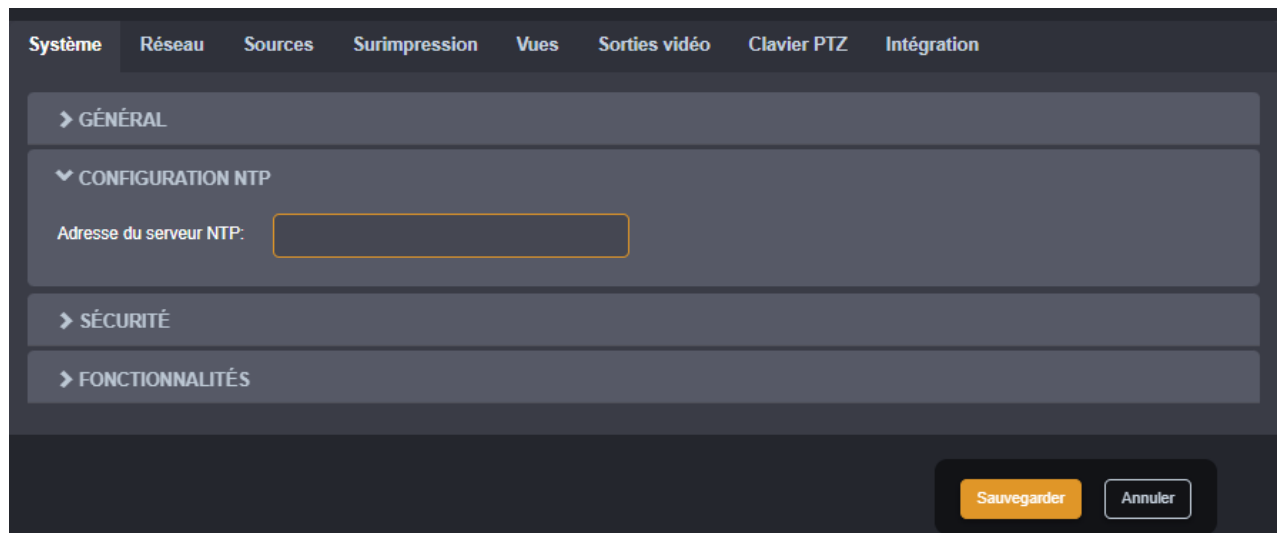 Système Réseau Sources Surimpression Vues Sorties vidéo Clavier PTZ Intégration
GÉNÉRAL
CONFIGURATION NTP
Adresse du serveur NTP:
SÉCURITÉ
FONCTIONNALITÉS
Sauvegarder Annuler